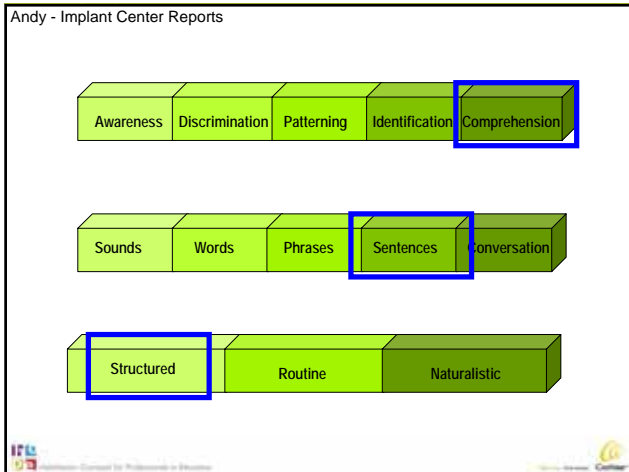 Andy - Implant Center Reports
Awareness Discrimination Patterning Identification Comprehension
Sounds Words Phrases Sentences Conversation
Structured Routine Naturalistic